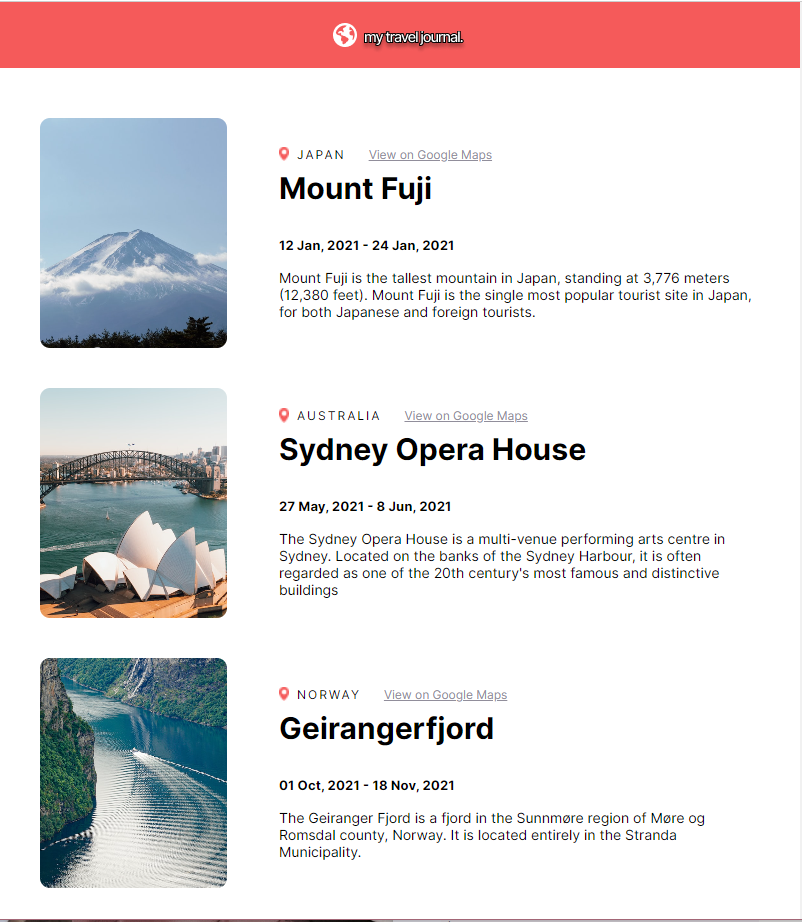 my travel journal.
JAPAN View on Google Maps
Mount Fuji
12 Jan, 2021 - 24 Jan, 2021
Mount Fuji is the tallest mountain in Japan, standing at 3,776 meters
(12,380 feet). Mount Fuji is the single most popular tourist site in Japan,
for both Japanese and foreign tourists.
AUSTRALIA View on Google Maps
Sydney Opera House
27 May, 2021 - 8 Jun, 2021
The Sydney Opera House is a multi-venue performing arts centre in
Sydney. Located on the banks of the Sydney Harbour, it is often
regarded as one of the 20th century's most famous and distinctive
buildings
NORWAY View on Google Maps
Geirangerfjord
01 Oct, 2021 - 18 Nov, 2021
The Geiranger Fjord is a fjord in the Sunnmøre region of Møre og
Romsdal county, Norway. It is located entirely in the Stranda
Municipality.